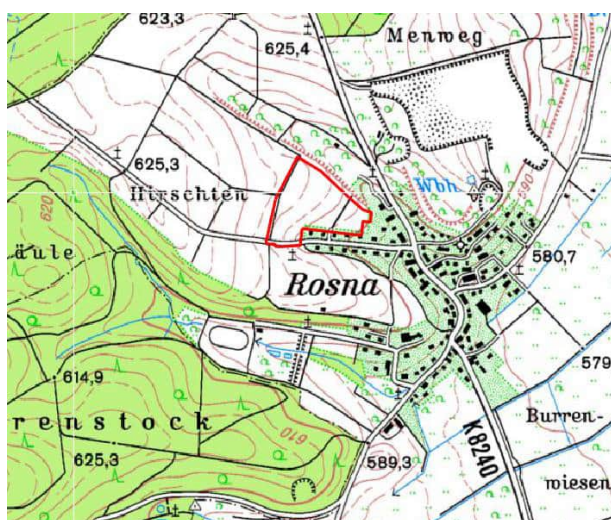 623,3
625,4
Menweg
625,3
Hirschten
Wbh
590
620
äule
Rosna
580,7
614,9
579
renstock
610
Burren-
K8240
625,3
589,3
wiesen